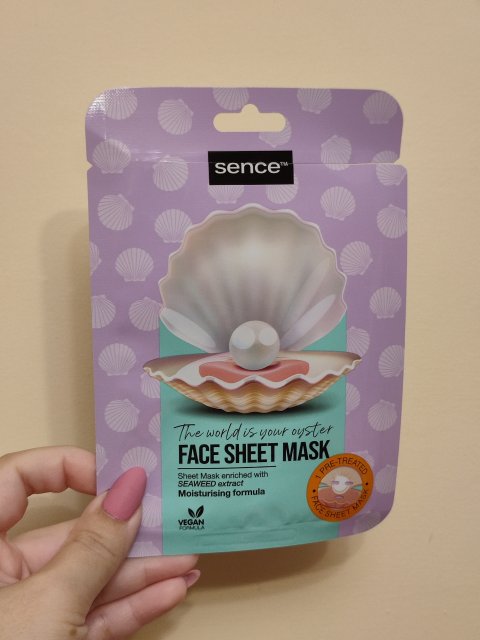 sence™
The world is your oyster
FACE SHEET MASK
Sheet Mask enriched with
SEAWEED extract
Moisturising formula
VEGAN
FORMULA
1 PRE-TREATED
FACE SHEET MASK